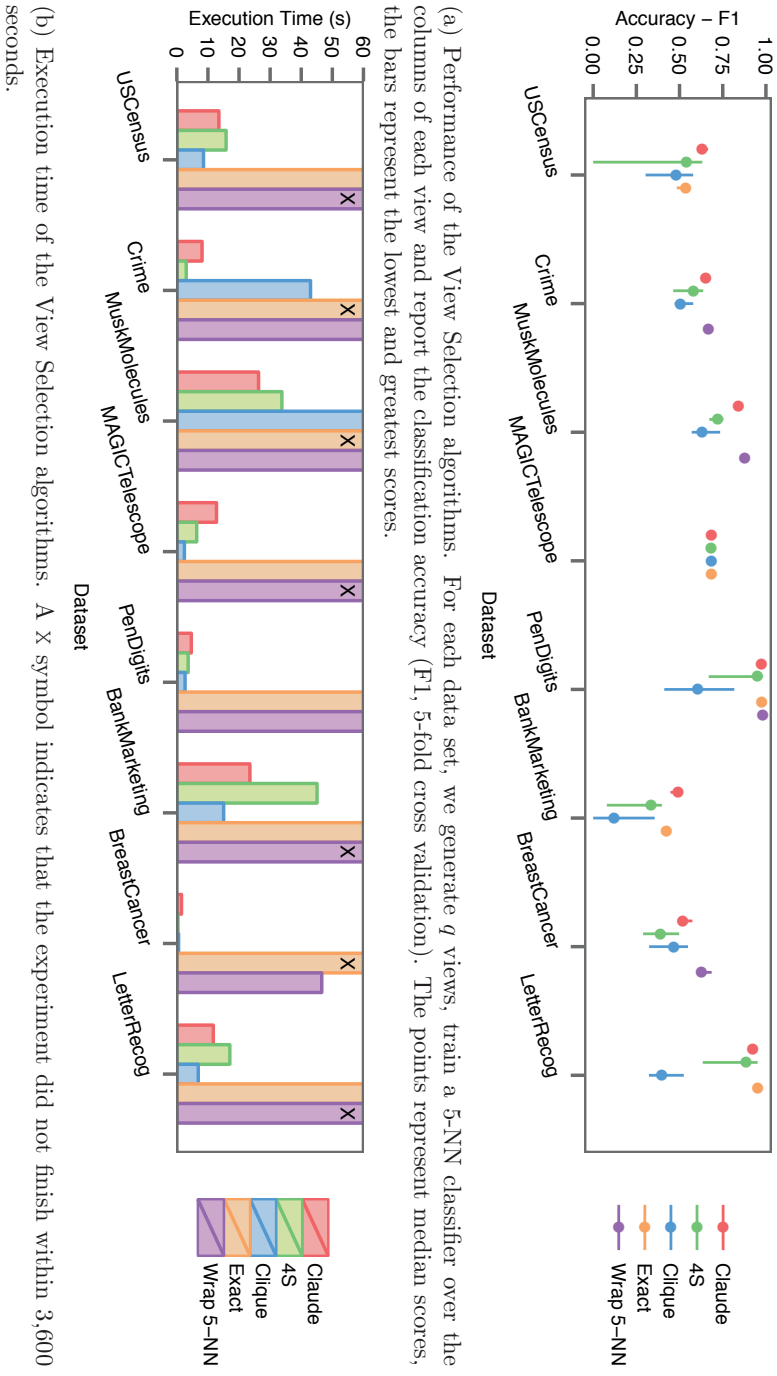 Accuracy – F1
0.00 0.25 0.50 0.75 1.00
USCensus
Crime
MuskMolecules
MAGICTelescope
PenDigits
BankMarketing
BreastCancer
LetterRecog
Dataset
Claude
4S
Clique
Exact
Wrap 5–NN
(a) Performance of the View Selection algorithms. For each data set, we generate q views, train a 5-NN classifier over the
columns of each view and report the classification accuracy (F1, 5-fold cross validation). The points represent median scores,
the bars represent the lowest and greatest scores.
Execution Time (s)
0 10 20 30 40 50 60
X
X
X
X
X
X
X
USCensus
Crime
MuskMolecules
MAGICTelescope
PenDigits
BankMarketing
BreastCancer
LetterRecog
Dataset
Claude
4S
Clique
Exact
Wrap 5–NN
(b) Execution time of the View Selection algorithms. A X symbol indicates that the experiment did not finish within 3,600
seconds.